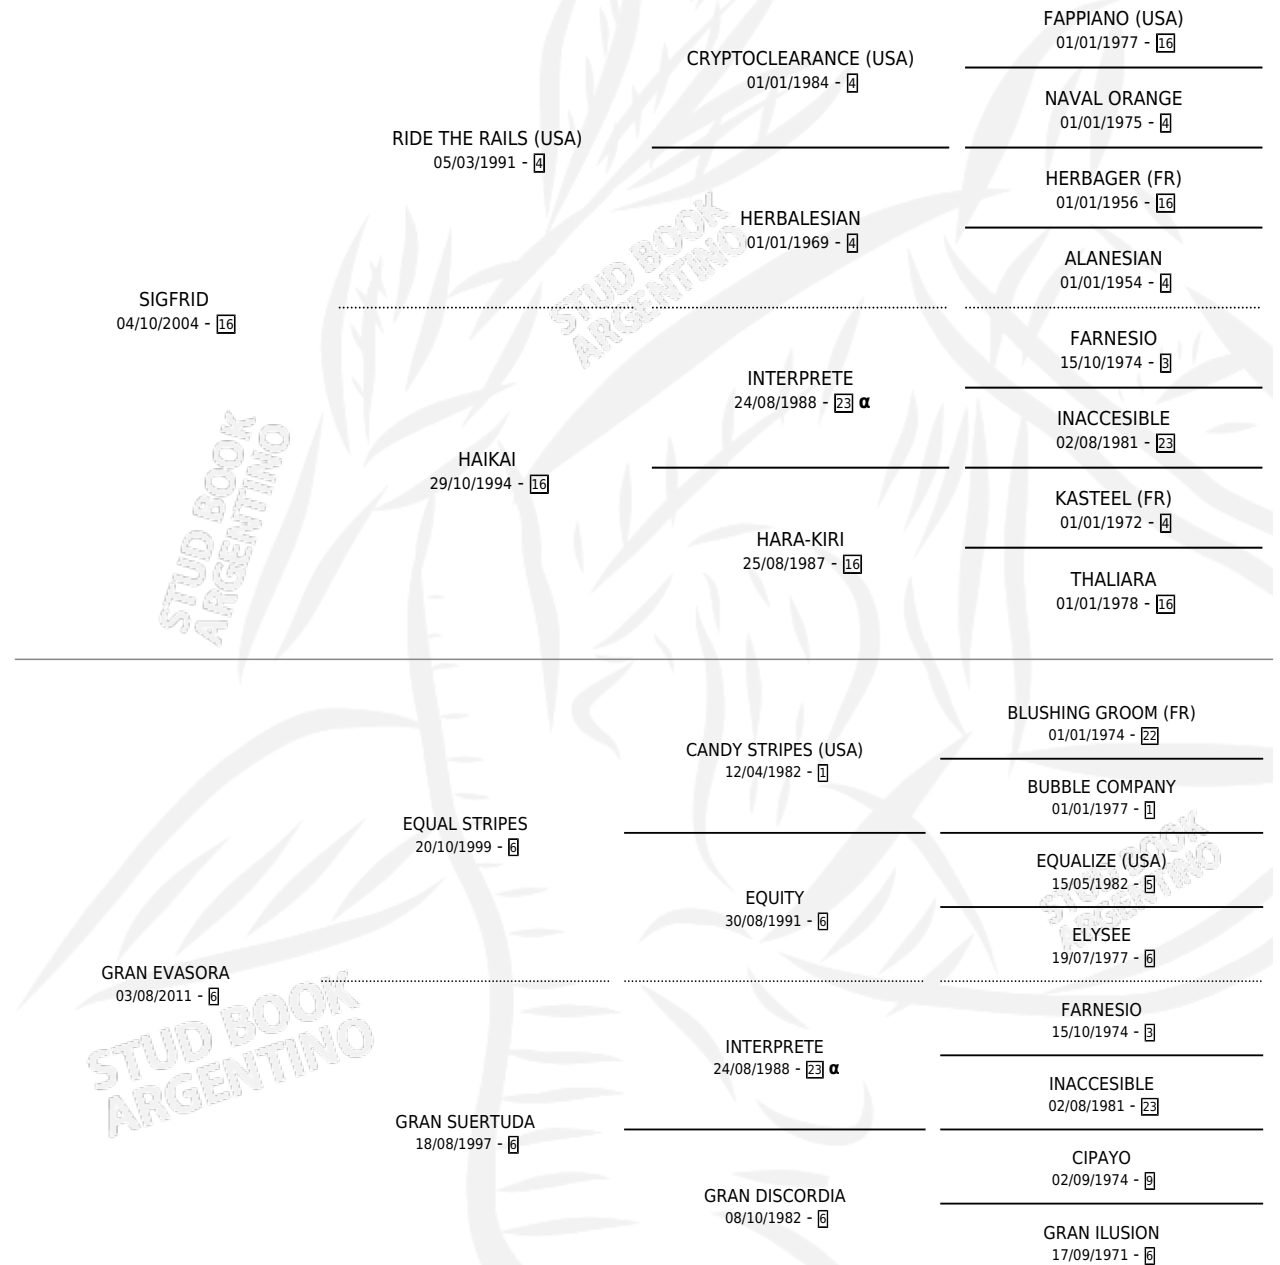 FAPPIANO (USA)
01/01/1977 - 16
CRYPTOCLEARANCE (USA)
01/01/1984 - 4
NAVAL ORANGE
01/01/1975 - 4
RIDE THE RAILS (USA)
05/03/1991 - 4
HERBAGER (FR)
01/01/1956 - 16
HERBALESIAN
01/01/1969 - 4
ALANESIAN
01/01/1954 - 4
SIGFRID
04/10/2004 - 16
FARNESIO
15/10/1974 - 3
INTERPRETE
24/08/1988 - 23 α
INACCESIBLE
02/08/1981 - 23
HAIKAI
29/10/1994 - 16
KASTEEL (FR)
01/01/1972 - 4
HARA-KIRI
25/08/1987 - 16
THALIARA
01/01/1978 - 16
STUD BOOK
ARGENTINO
STUD BOOK
ARGENTINO
BLUSHING GROOM (FR)
01/01/1974 - 22
CANDY STRIPES (USA)
12/04/1982 - 1
BUBBLE COMPANY
01/01/1977 - 1
EQUAL STRIPES
20/10/1999 - 6
EQUALIZE (USA)
15/05/1982 - 5
EQUITY
30/08/1991 - 6
ELYSEE
19/07/1977 - 6
GRAN EVASORA
03/08/2011 - 6
FARNESIO
15/10/1974 - 3
INTERPRETE
24/08/1988 - 23 α
INACCESIBLE
02/08/1981 - 23
GRAN SUERTUDA
18/08/1997 - 6
CIPAYO
02/09/1974 - 9
GRAN DISCORDIA
08/10/1982 - 6
GRAN ILUSION
17/09/1971 - 6
STUD BOOK
ARGENTINO
STUD BOOK
ARGENTINO